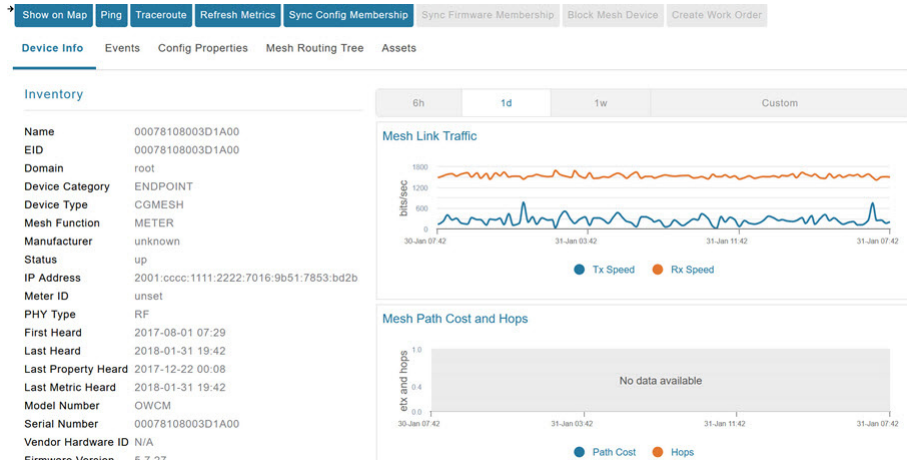 Show on Map Ping Traceroute Refresh Metrics Sync Config Membership Sync Firmware Membership Block Mesh Device Create Work Order
Device Info Events Config Properties Mesh Routing Tree Assets
Inventory
Name 00078108003D1A00
EID 00078108003D1A00
Domain root
Device Category ENDPOINT
Device Type CGMESH
Mesh Function METER
Manufacturer unknown
Status up
IP Address 2001:cccc:1111:2222:7016:9b51:7853:bd2b
Meter ID unset
PHY Type RF
First Heard 2017-08-01 07:29
Last Heard 2018-01-31 19:42
Last Property Heard 2017-12-22 00:08
Last Metric Heard 2018-01-31 19:42
Model Number OWCM
Serial Number 00078108003D1A00
Vendor Hardware ID N/A
Firmware Version 5.7.27
6h 1d 1w Custom
Mesh Link Traffic
bits/sec
1800
1200
600
0
30-Jan 07:42 31-Jan 03:42 31-Jan 11:42 31-Jan 07:42
Tx Speed Rx Speed
Mesh Path Cost and Hops
etx and hops
1.0
0.4
0.0
No data available
30-Jan 07:42 31-Jan 03:42 31-Jan 11:42 31-Jan 07:42
Path Cost Hops